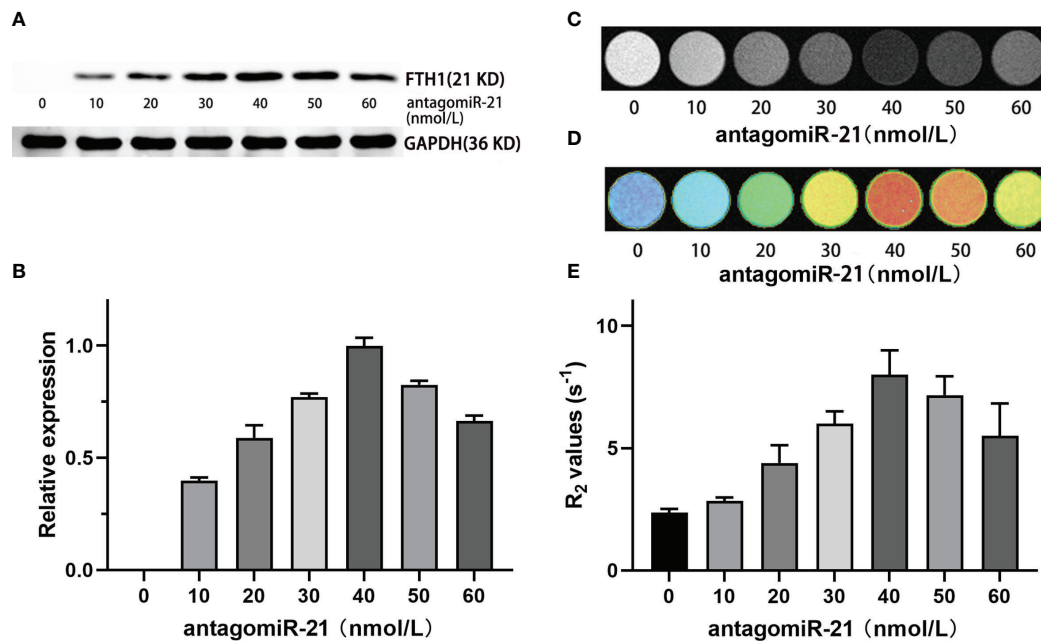 A
FTH1(21 KD)
0 10 20 30 40 50 60 antagomiR-21
(nmol/L)
GAPDH(36 KD)
B
Relative expression
1.0
0.5
0.0
0 10 20 30 40 50 60
antagomiR-21 (nmol/L)
C
0 10 20 30 40 50 60
antagomiR-21(nmol/L)
D
0 10 20 30 40 50 60
antagomiR-21(nmol/L)
E
R₂ values (s⁻¹)
10
5
0
0 10 20 30 40 50 60
antagomiR-21 (nmol/L)